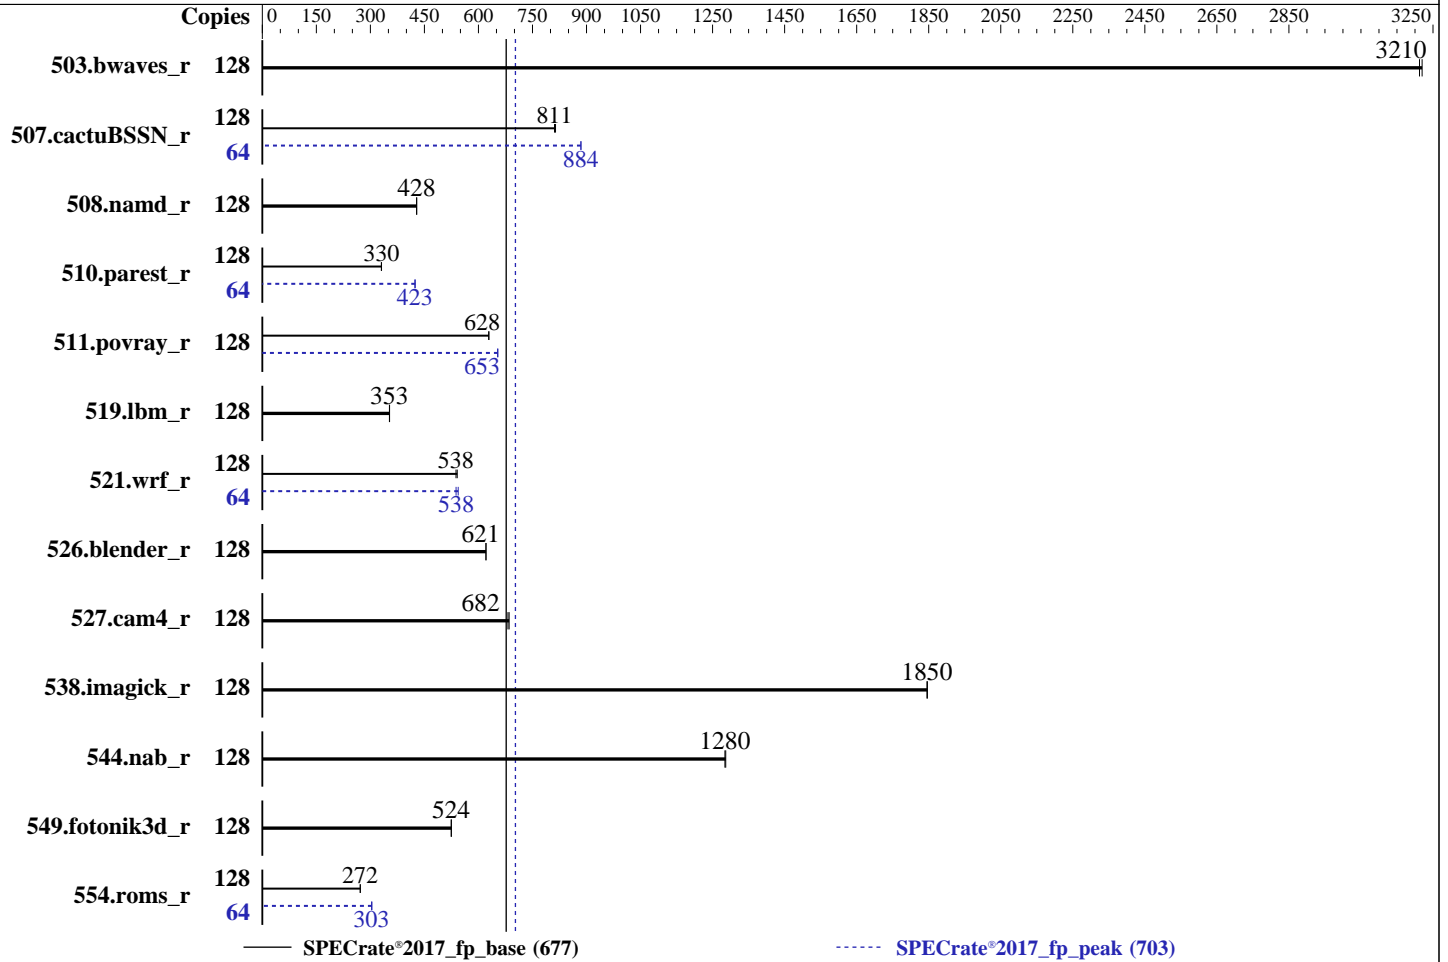 Copies 0 150 300 450 600 750 900 1050 1250 1450 1650 1850 2050 2250 2450 2650 2850 3250
3210
503.bwaves_r 128
128 811
507.cactuBSSN_r
64 884
428
508.namd_r 128
128 330
510.parest_r
64 423
628
511.povray_r 128
653
353
519.lbm_r 128
128 538
521.wrf_r
64 538
621
526.blender_r 128
682
527.cam4_r 128
1850
538.imagick_r 128
1280
544.nab_r 128
524
549.fotonik3d_r 128
128 272
554.roms_r
64 303
SPECrate®2017_fp_base (677) SPECrate®2017_fp_peak (703)